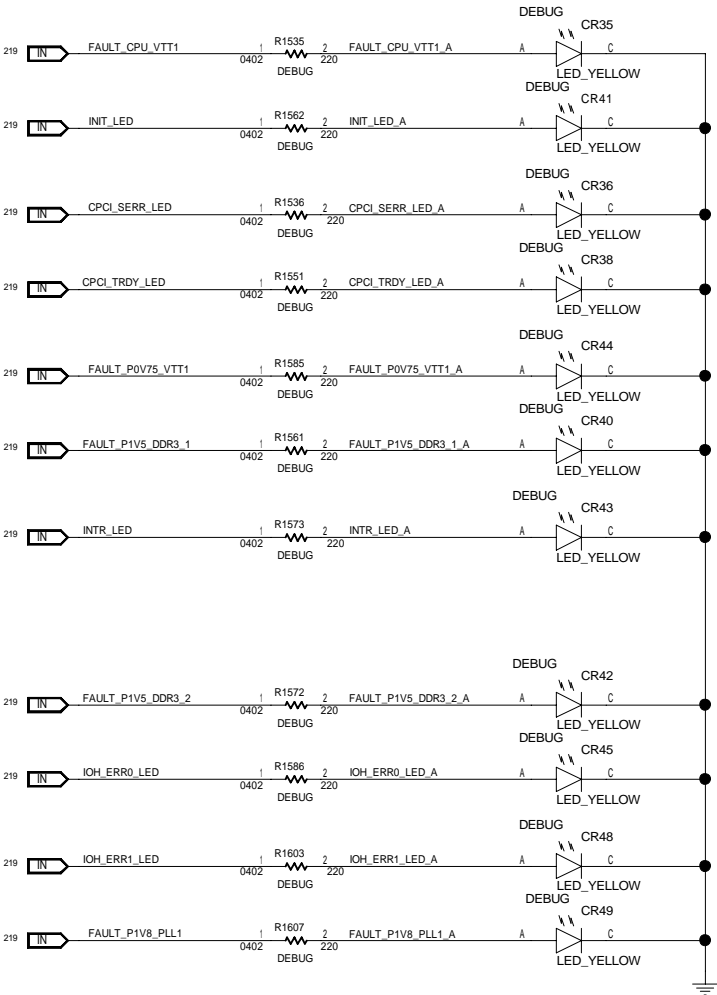 DEBUG
CR35
219 IN FAULT_CPU_VTT1 1 R1535 2 FAULT_CPU_VTT1_A A C
0402 220
DEBUG LED_YELLOW
DEBUG
CR41
219 IN INIT_LED 1 R1562 2 INIT_LED_A A C
0402 220
DEBUG LED_YELLOW
DEBUG
CR36
219 IN CPCI_SERR_LED 1 R1536 2 CPCI_SERR_LED_A A C
0402 220
DEBUG LED_YELLOW
DEBUG
CR38
219 IN CPCI_TRDY_LED 1 R1551 2 CPCI_TRDY_LED_A A C
0402 220
DEBUG LED_YELLOW
DEBUG
CR44
219 IN FAULT_P0V75_VTT1 1 R1585 2 FAULT_P0V75_VTT1_A A C
0402 220
DEBUG LED_YELLOW
DEBUG
CR40
219 IN FAULT_P1V5_DDR3_1 1 R1561 2 FAULT_P1V5_DDR3_1_A A C
0402 220
DEBUG LED_YELLOW
DEBUG
CR43
219 IN INTR_LED 1 R1573 2 INTR_LED_A A C
0402 220
DEBUG LED_YELLOW
DEBUG
CR42
219 IN FAULT_P1V5_DDR3_2 1 R1572 2 FAULT_P1V5_DDR3_2_A A C
0402 220
DEBUG LED_YELLOW
DEBUG
CR45
219 IN IOH_ERR0_LED 1 R1586 2 IOH_ERR0_LED_A A C
0402 220
DEBUG LED_YELLOW
DEBUG
CR48
219 IN IOH_ERR1_LED 1 R1603 2 IOH_ERR1_LED_A A C
0402 220
DEBUG LED_YELLOW
DEBUG
CR49
219 IN FAULT_P1V8_PLL1 1 R1607 2 FAULT_P1V8_PLL1_A A C
0402 220
DEBUG LED_YELLOW